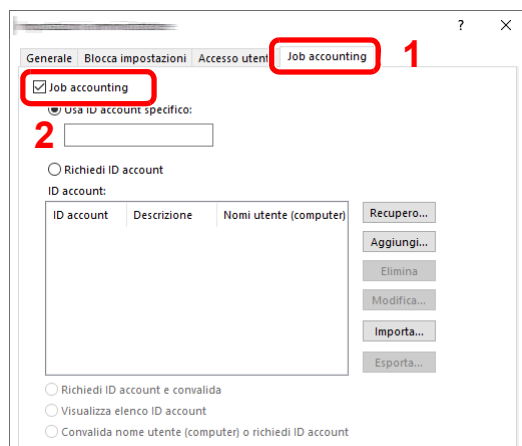 ? ×
Generale Blocca impostazioni Accesso utent Job accounting 1
Job accounting
Usa ID account specifico:
2
Richiedi ID account
ID account:
ID account Descrizione Nomi utente (computer)
Recupero...
Aggiungi...
Elimina
Modifica...
Importa...
Esporta...
Richiedi ID account e convalida
Visualizza elenco ID account
Convalida nome utente (computer) o richiedi ID account